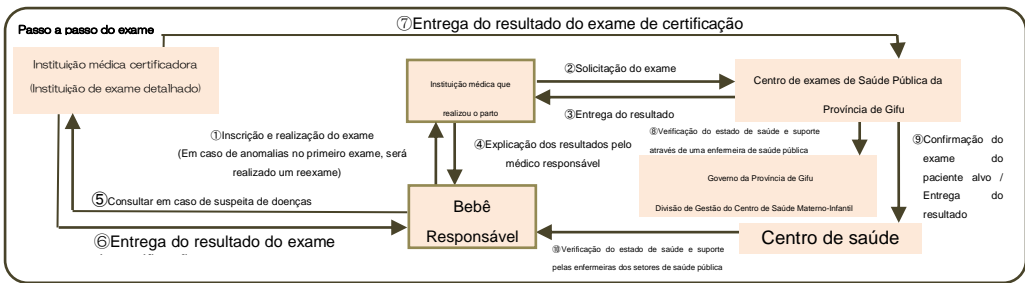 ⑦Entrega do resultado do exame de certificação
Passo a passo do exame
Instituição médica certificadora
(Instituição de exame detalhado)
Instituição médica que
realizou o parto
②Solicitação do exame
③Entrega do resultado
Centro de exames de Saúde Pública da
Província de Gifu
①Inscrição e realização do exame
(Em caso de anomalias no primeiro exame, será
realizado um reexame)
④Explicação dos resultados pelo
médico responsável
⑧Verificação do estado de saúde e suporte
através de uma enfermeira de saúde pública
⑨Confirmação do
exame do
paciente alvo /
Entrega do
resultado
Governo da Província de Gifu
Divisão de Gestão do Centro de Saúde Materno-Infantil
⑤Consultar em caso de suspeita de doenças
Bebê
Responsável
⑥Entrega do resultado do exame
Centro de saúde
⑩Verificação do estado de saúde e suporte
pelas enfermeiras dos setores de saúde pública